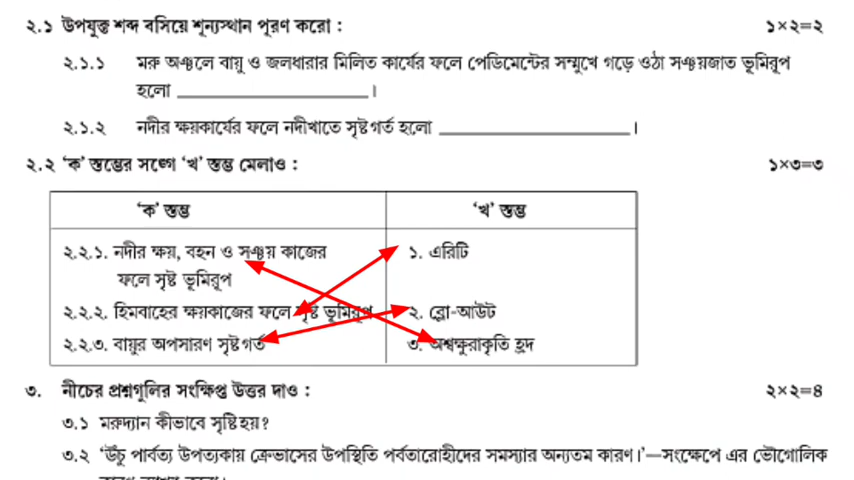 ২.১ উপযুক্ত শব্দ বসিয়ে শূন্যস্থান পূরণ করো : ১×২=২
২.১.১ মরু অঞ্চলে বায়ু ও জলধারার মিলিত কার্যের ফলে পেডিমেন্টের সম্মুখে গড়ে ওঠা সঞ্চয়জাত ভূমিরূপ
হলো ____________________ ।
২.১.২ নদীর ক্ষয়কার্যের ফলে নদীখাতে সৃষ্ট গর্ত হলো ____________________ ।
২.২ ‘ক’ স্তম্ভের সঙ্গে ‘খ’ স্তম্ভ মেলাও : ১×৩=৩
‘ক’ স্তম্ভ ‘খ’ স্তম্ভ
২.২.১. নদীর ক্ষয়, বহন ও সঞ্চয় কাজের ১. এরিটি
ফলে সৃষ্ট ভূমিরূপ
২.২.২. হিমবাহের ক্ষয়কাজের ফলে সৃষ্ট ভূমিরূপ ২. ব্লো-আউট
২.২.৩. বায়ুর অপসারণ সৃষ্ট গর্ত ৩. অশ্বক্ষুরাকৃতি হ্রদ
৩. নীচের প্রশ্নগুলির সংক্ষিপ্ত উত্তর দাও : ২×২=৪
৩.১ মরুদ্যান কীভাবে সৃষ্টি হয়?
৩.২ ‘উঁচু পার্বত্য উপত্যকায় ক্রেভাসের উপস্থিতি পর্বতারোহীদের সমস্যার অন্যতম কারণ।’—সংক্ষেপে এর ভৌগোলিক